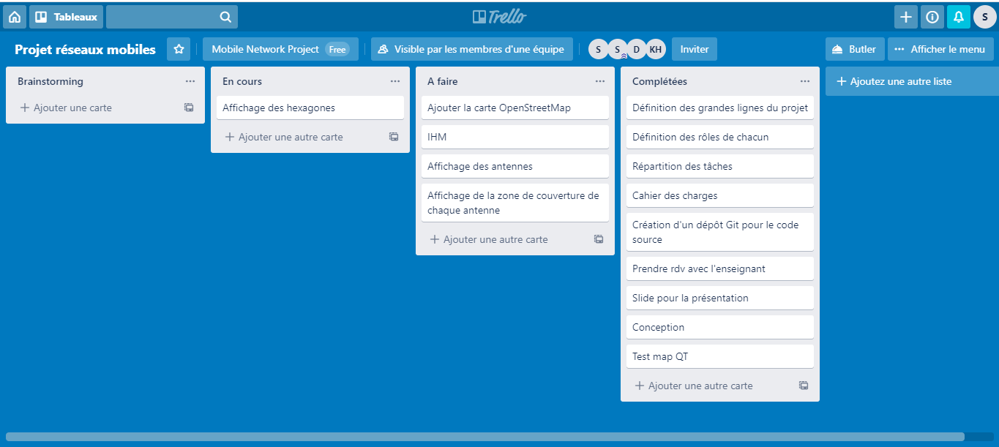 Tableaux
Trello
S
Projet réseaux mobiles
Mobile Network Project Free
Visible par les membres d'une équipe
S S D KH
Inviter
Butler
Afficher le menu
Brainstorming
Ajouter une carte
En cours
Affichage des hexagones
Ajouter une autre carte
A faire
Ajouter la carte OpenStreetMap
IHM
Affichage des antennes
Affichage de la zone de couverture de
chaque antenne
Ajouter une autre carte
Complétées
Définition des grandes lignes du projet
Définition des rôles de chacun
Répartition des tâches
Cahier des charges
Création d'un dépôt Git pour le code
source
Prendre rdv avec l'enseignant
Slide pour la présentation
Conception
Test map QT
Ajouter une autre carte
Ajoutez une autre liste